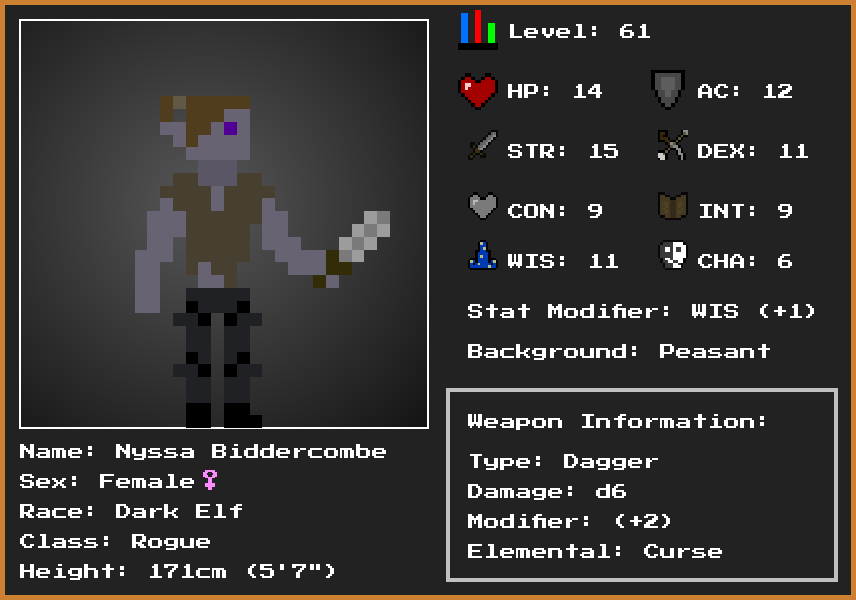 Level: 61
HP: 14
AC: 12
STR: 15
DEX: 11
CON: 9
INT: 9
WIS: 11
CHA: 6
Stat Modifier: WIS (+1)
Background: Peasant
Weapon Information:
Type: Dagger
Damage: d6
Modifier: (+2)
Elemental: Curse
Name: Nyssa Biddercombe
Sex: Female♀
Race: Dark Elf
Class: Rogue
Height: 171cm (5'7")